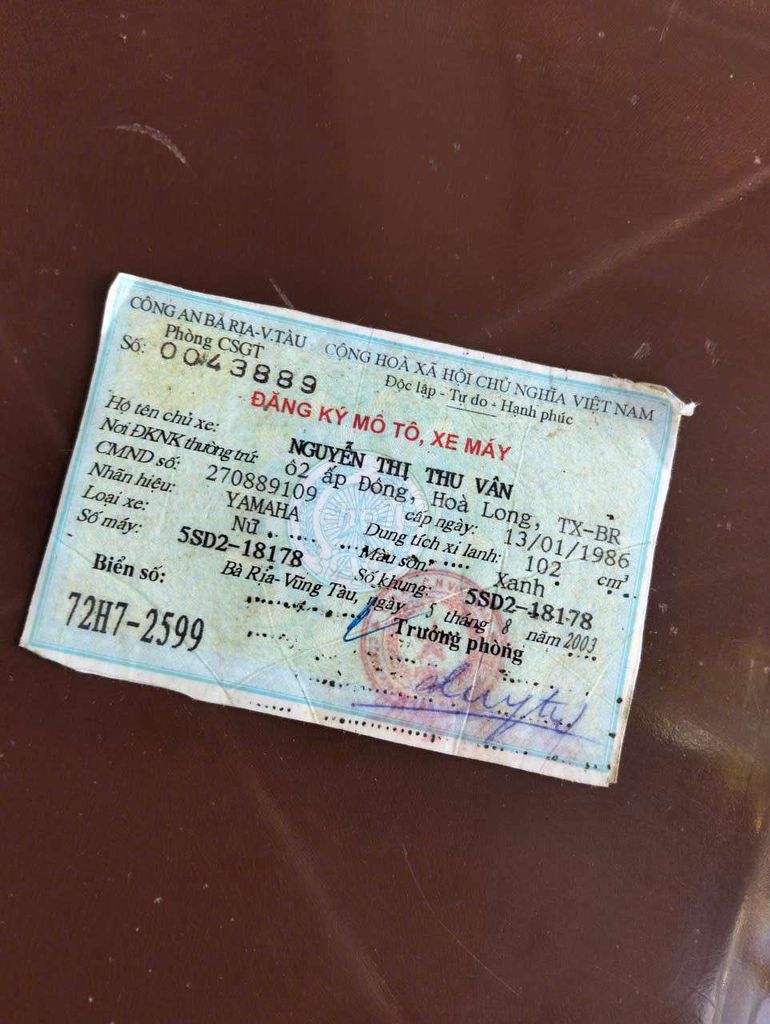 CÔNG AN BÀ RỊA-V.TÀU
Phòng CSGT
Số: 0043889
CỘNG HOÀ XÃ HỘI CHỦ NGHĨA VIỆT NAM
Độc lập - Tự do - Hạnh phúc
ĐĂNG KÝ MÔ TÔ, XE MÁY
Họ tên chủ xe: NGUYỄN THỊ THU VÂN
Nơi ĐKNK thường trú: ô2 ấp Đông, Hoà Long, TX-BR
CMND số: 270889109 cấp ngày: 13/01/1986
Nhãn hiệu: YAMAHA Dung tích xi lanh: 102 cm³
Loại xe: Nữ Màu sơn: Xanh
Số máy: 5SD2-18178 Số khung: 5SD2-18178
Bà Rịa-Vũng Tàu, ngày 5 tháng 8 năm 2003
Biển số: Trưởng phòng
72H7-2599